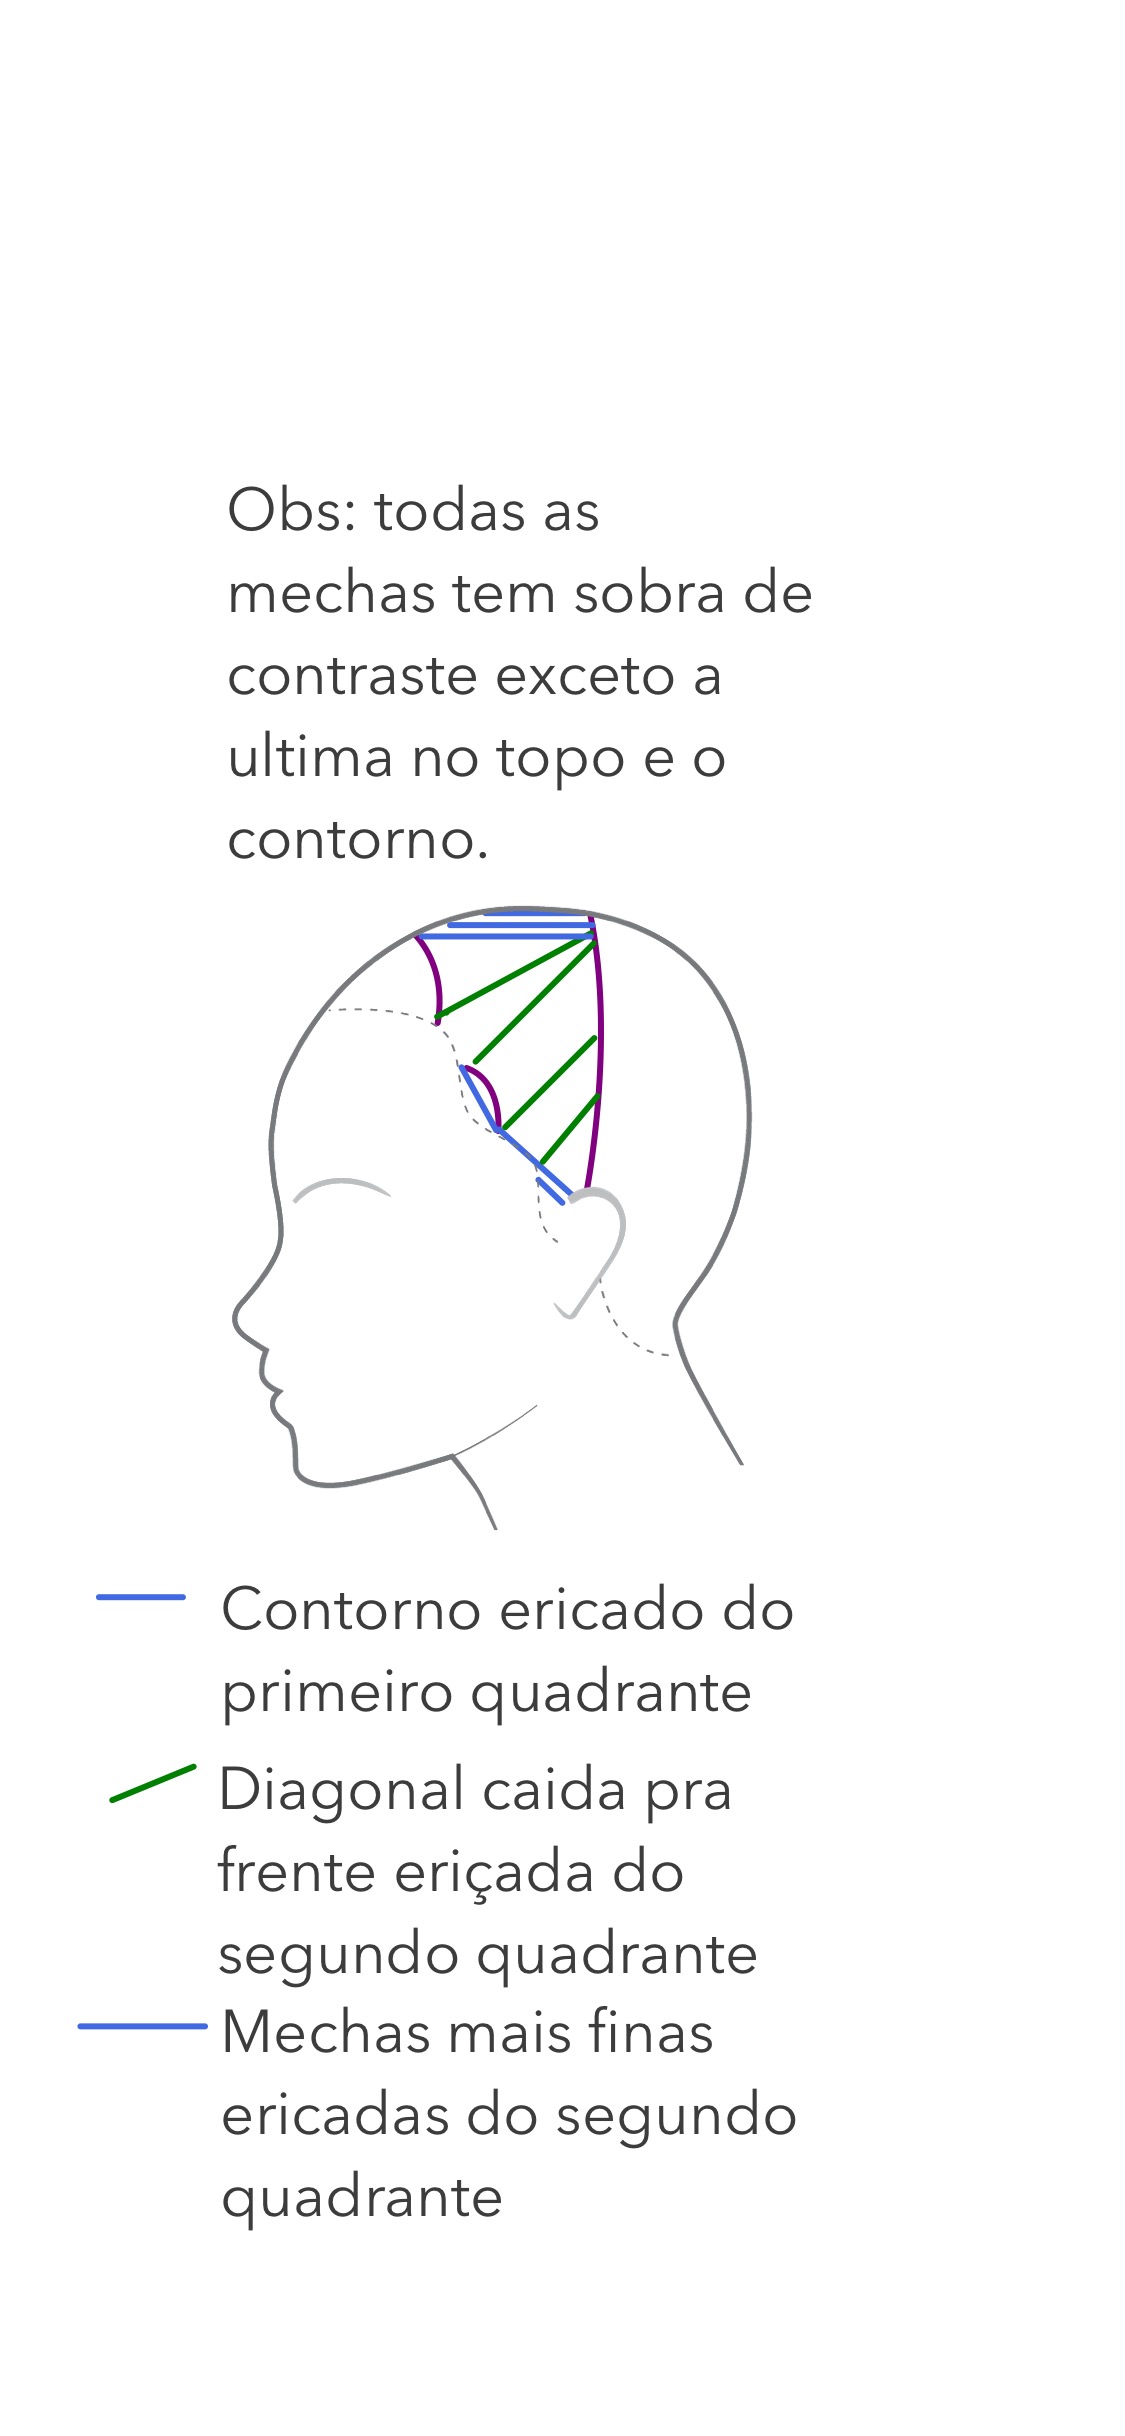 Obs: todas as
mechas tem sobra de
contraste exceto a
ultima no topo e o
contorno.
Contorno ericado do
primeiro quadrante
Diagonal caida pra
frente eriçada do
segundo quadrante
Mechas mais finas
ericadas do segundo
quadrante